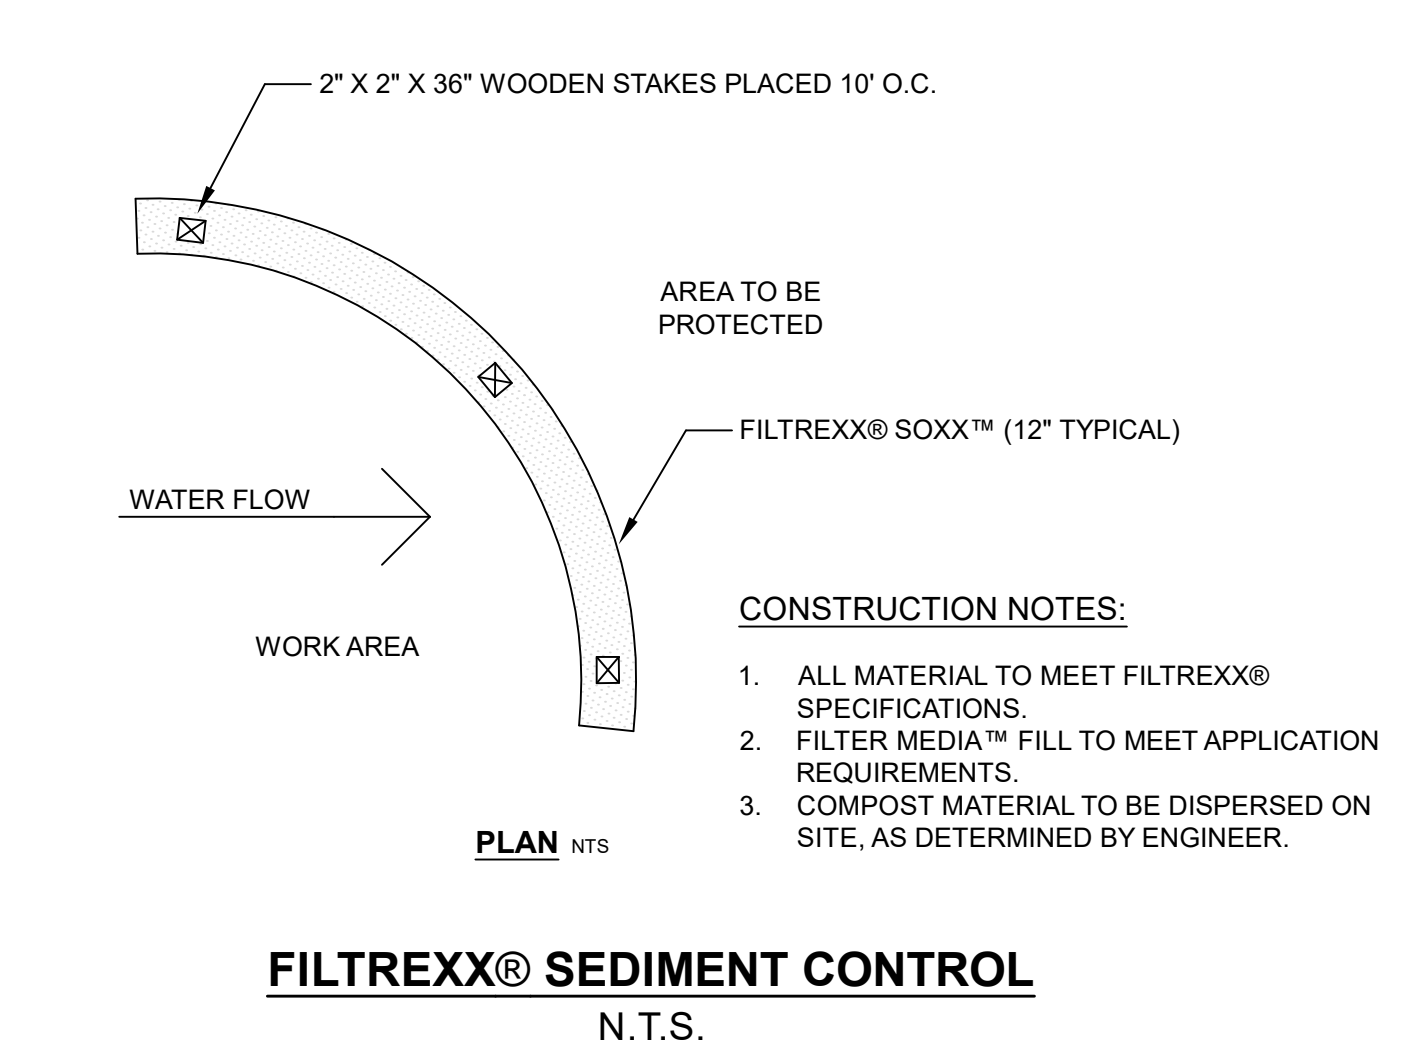 2" X 2" X 36" WOODEN STAKES PLACED 10' O.C.
AREA TO BE
PROTECTED
FILTREXX® SOXX™ (12" TYPICAL)
WATER FLOW
WORK AREA
CONSTRUCTION NOTES:
1. ALL MATERIAL TO MEET FILTREXX®
SPECIFICATIONS.
2. FILTER MEDIA™ FILL TO MEET APPLICATION
REQUIREMENTS.
3. COMPOST MATERIAL TO BE DISPERSED ON
SITE, AS DETERMINED BY ENGINEER.
PLAN NTS
FILTREXX® SEDIMENT CONTROL
N.T.S.